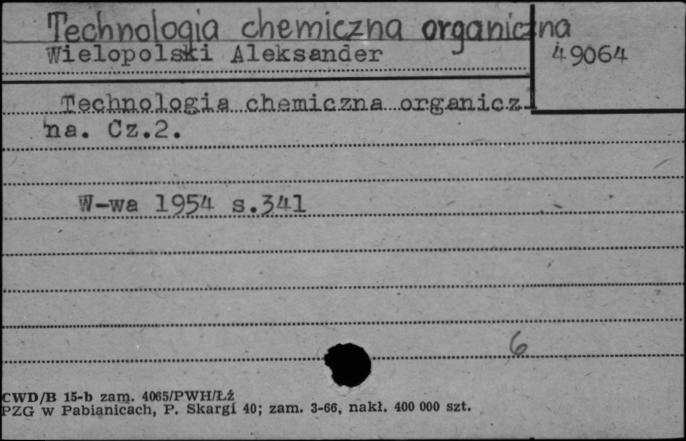 Technologia chemiczna organiczna
Wielopolski Aleksander
49064
Technologia chemiczna organicz-
na. Cz.2.
W-wa 1954 s.341
6
CWD/B 15-b zam. 4065/PWH/Łź
PZG w Pabianicach, P. Skargi 40; zam. 3-66, nakł. 400 000 szt.